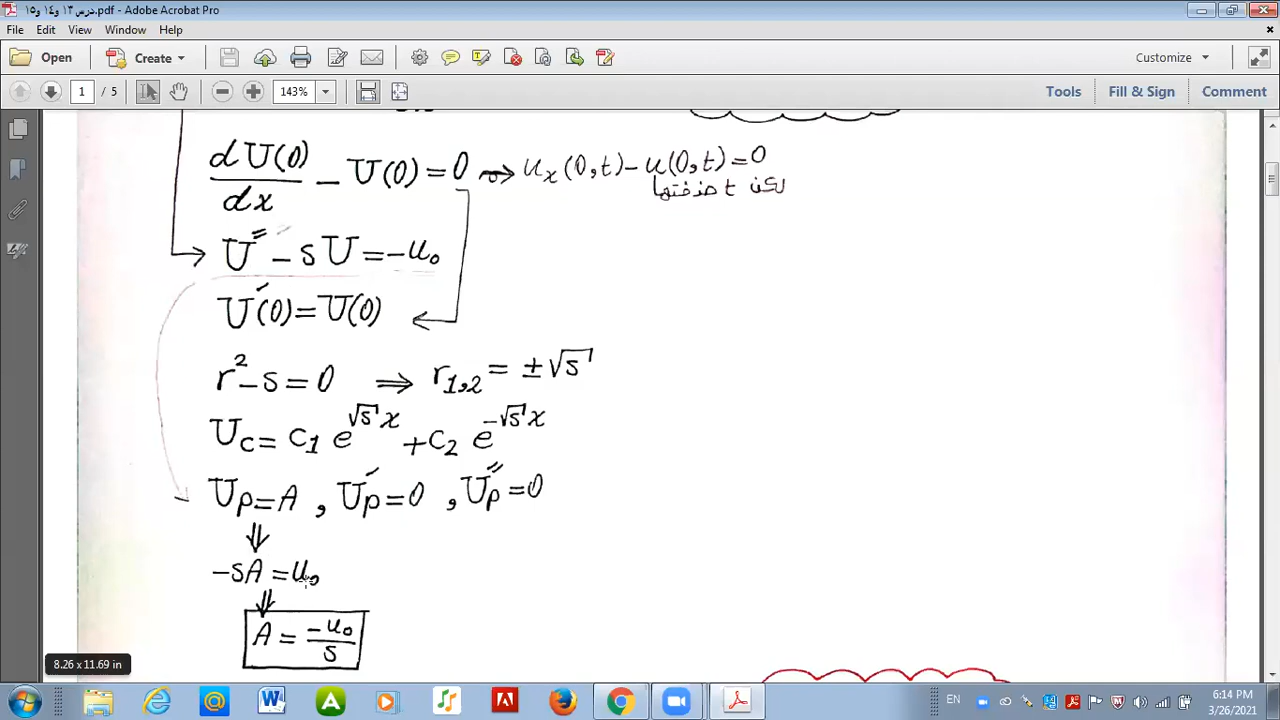 درس ١٣ و١٤ و١٥.pdf - Adobe Acrobat Pro
File Edit View Window Help
Open Create Customize
1 / 5 143% Tools Fill & Sign Comment
dU(0)/dx - U(0) = 0 ⇝ u_x(0,t) - u(0,t) = 0
لكن t حذفتها
U″ - sU = -u₀
U′(0) = U(0)
r² - s = 0 ⇒ r₁,₂ = ±√s
U_c = c₁ e^{√s x} + c₂ e^{-√s x}
U_p = A , U_p′ = 0 , U_p″ = 0
⇓
-sA = u₀
⇓
A = -u₀/s
8.26 x 11.69 in
EN 6:14 PM
3/26/2021